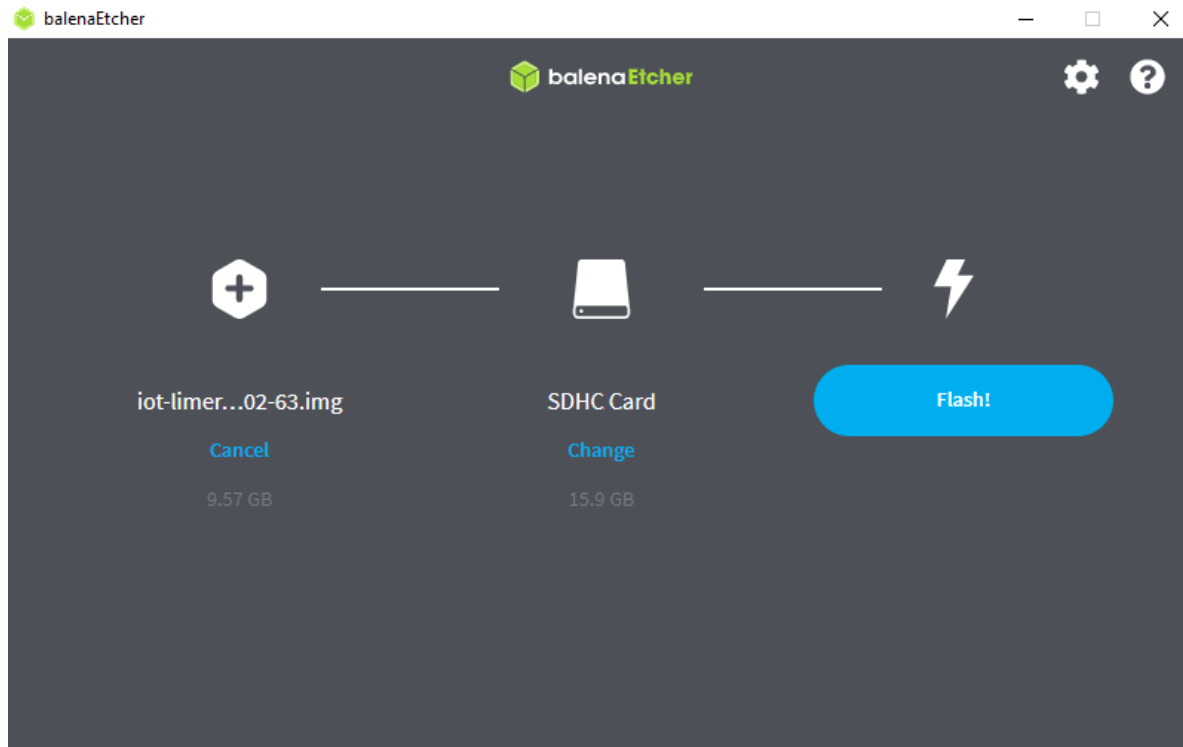 balenaEtcher
balenaEtcher
iot-limer...02-63.img
SDHC Card
Flash!
Cancel
Change
9.57 GB
15.9 GB